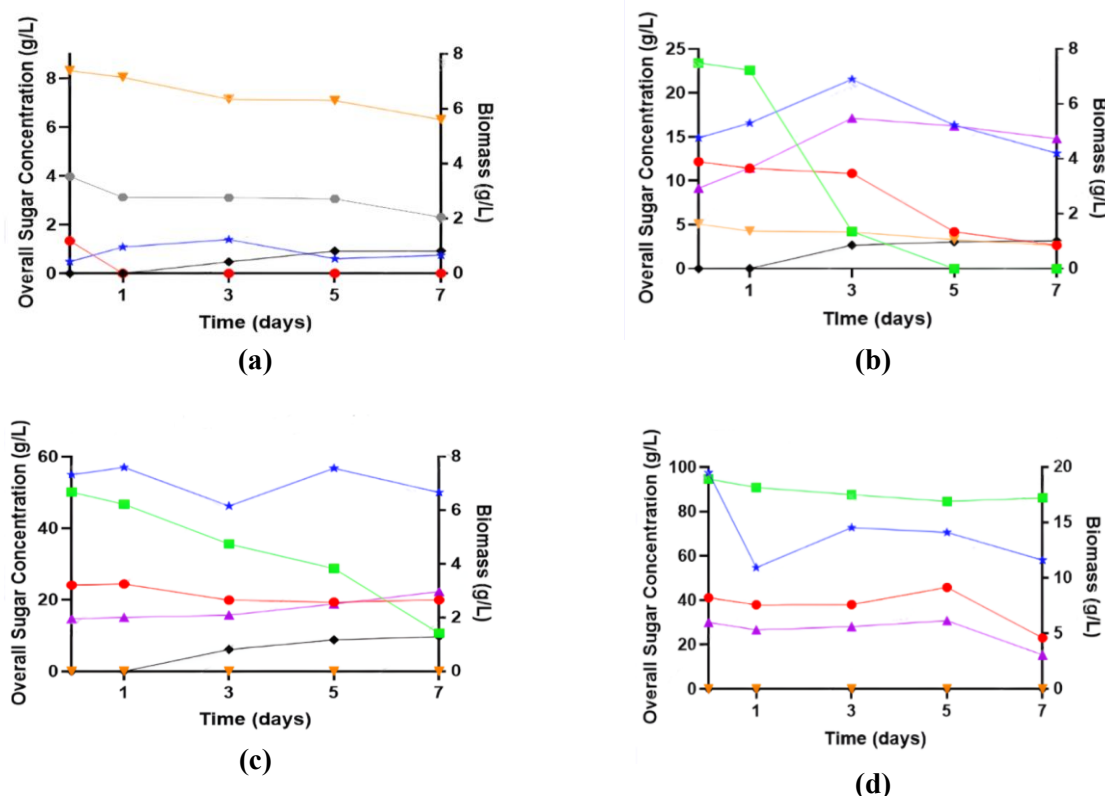 Overall Sugar Concentration (g/L)
8
6
4
2
0
8
6
4
2
0
Biomass (g/L)
1 3 5 7
Time (days)
(a)
Overall Sugar Concentration (g/L)
25
20
15
10
5
0
8
6
4
2
0
Biomass (g/L)
1 3 5 7
TIme (days)
(b)
Overall Sugar Concentration (g/L)
60
40
20
0
8
6
4
2
0
Biomass (g/L)
1 3 5 7
Time (days)
(c)
Overall Sugar Concentration (g/L)
100
80
60
40
20
0
20
15
10
5
0
Biomass (g/L)
1 3 5 7
Time (days)
(d)